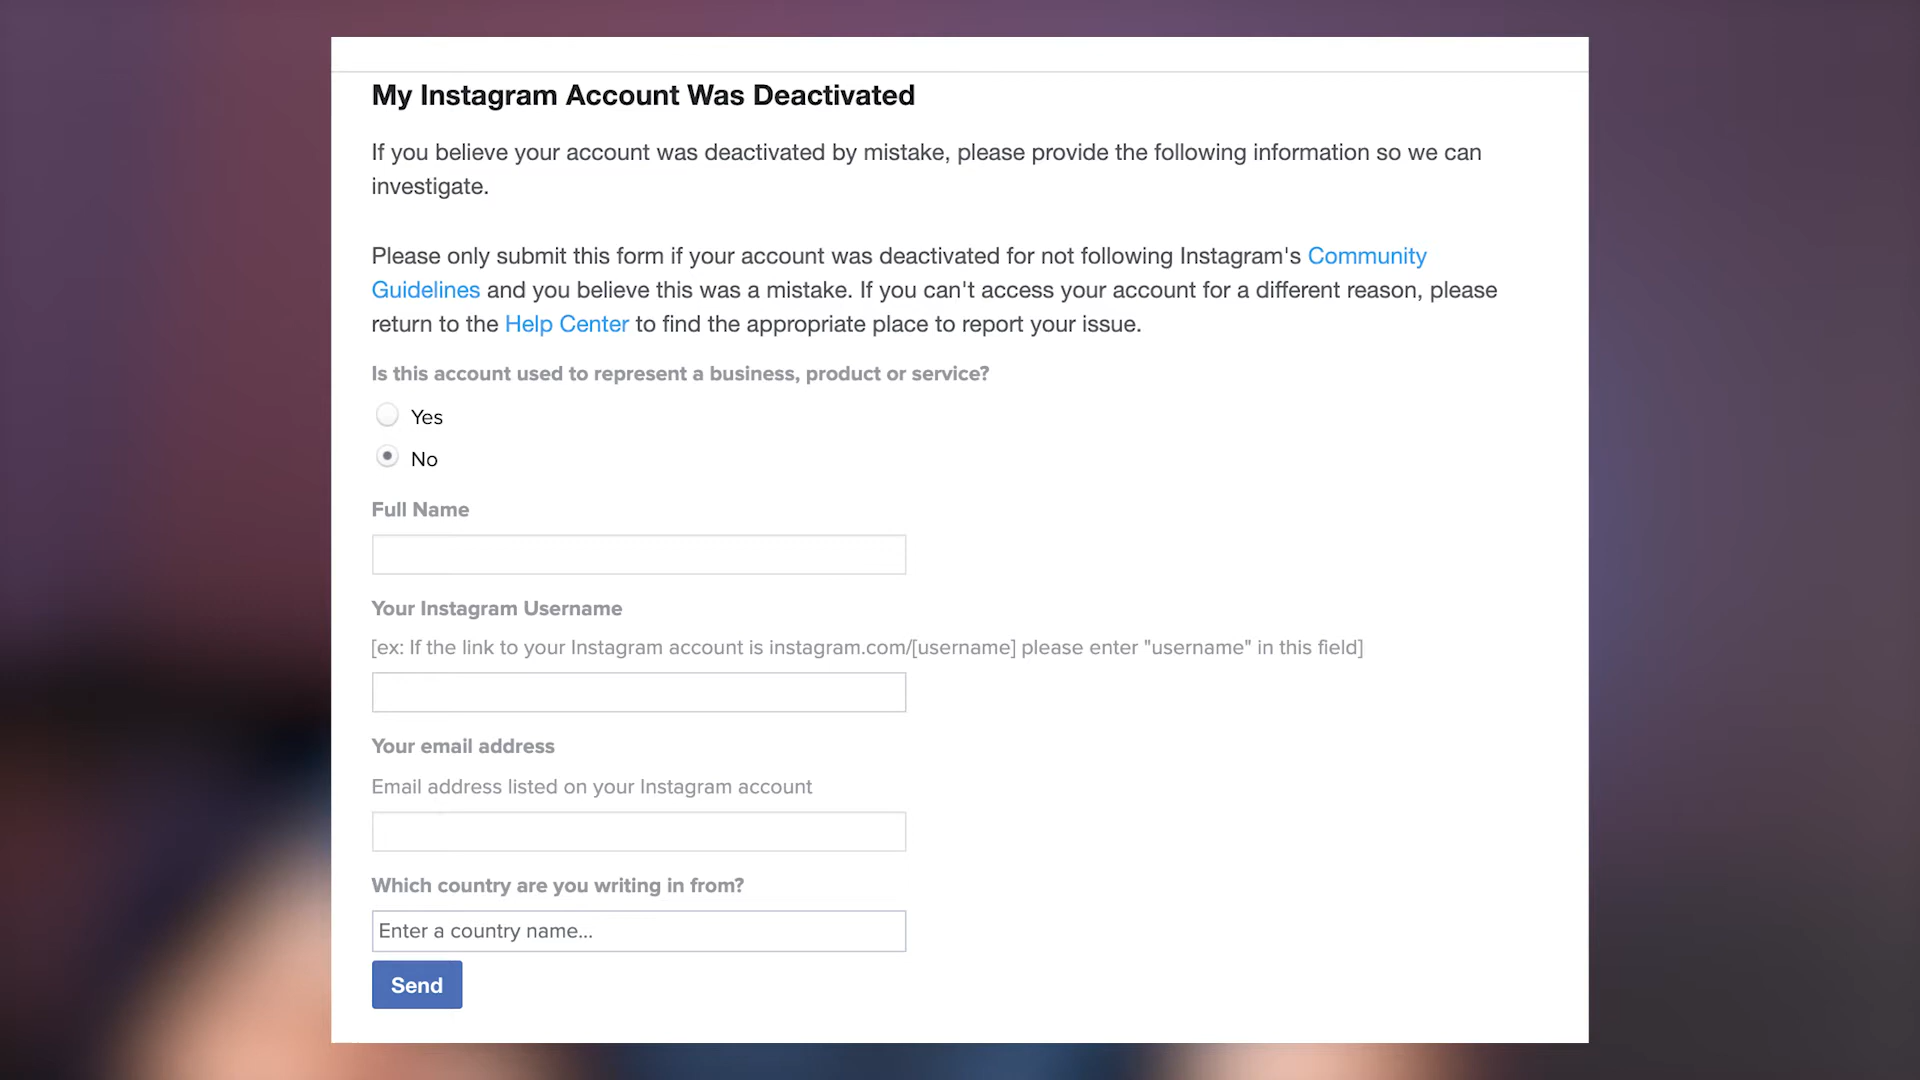 My Instagram Account Was Deactivated
If you believe your account was deactivated by mistake, please provide the following information so we can
investigate.
Please only submit this form if your account was deactivated for not following Instagram's Community
Guidelines and you believe this was a mistake. If you can't access your account for a different reason, please
return to the Help Center to find the appropriate place to report your issue.
Is this account used to represent a business, product or service?
Yes
No
Full Name
Your Instagram Username
[ex: If the link to your Instagram account is instagram.com/[username] please enter "username" in this field]
Your email address
Email address listed on your Instagram account
Which country are you writing in from?
Enter a country name...
Send